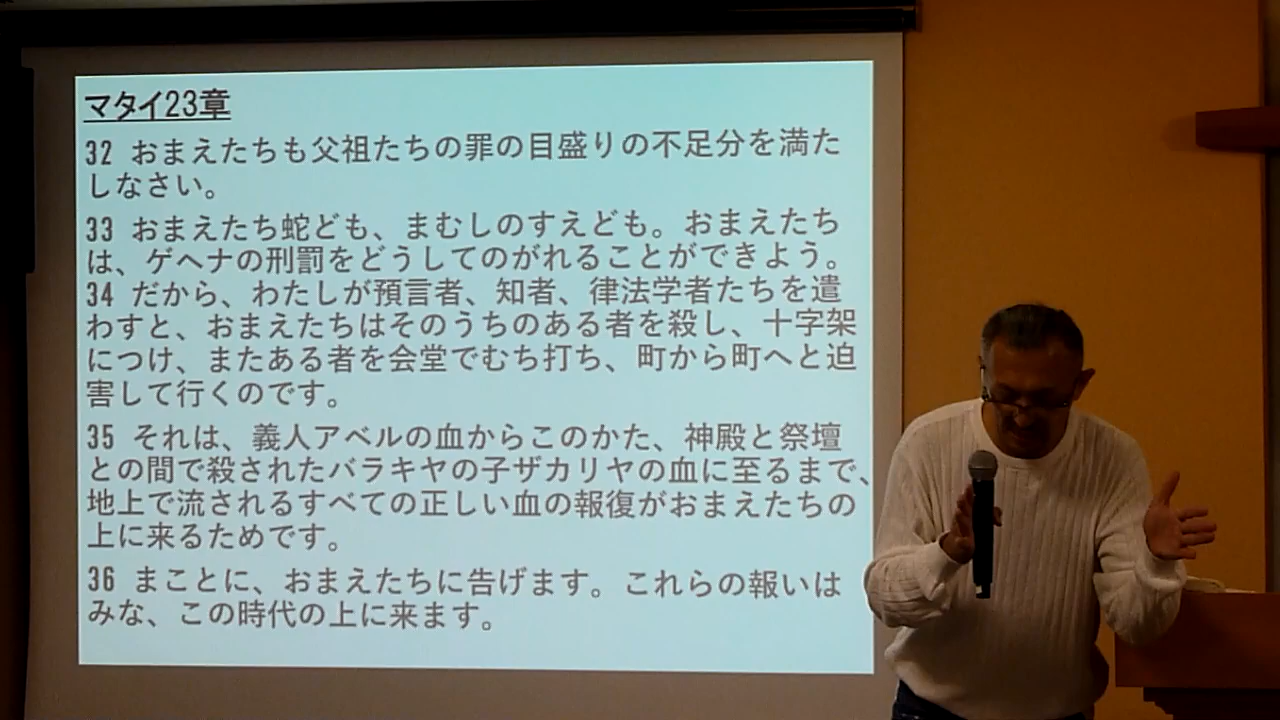 マタイ23章
32 おまえたちも父祖たちの罪の目盛りの不足分を満た
しなさい。
33 おまえたち蛇ども、まむしのすえども。おまえたち
は、ゲヘナの刑罰をどうしてのがれることができよう。
34 だから、わたしが預言者、知者、律法学者たちを遣
わすと、おまえたちはそのうちのある者を殺し、十字架
につけ、またある者を会堂でむち打ち、町から町へと迫
害して行くのです。
35 それは、義人アベルの血からこのかた、神殿と祭壇
との間で殺されたバラキヤの子ザカリヤの血に至るまで、
地上で流されるすべての正しい血の報復がおまえたちの
上に来るためです。
36 まことに、おまえたちに告げます。これらの報いは
みな、この時代の上に来ます。